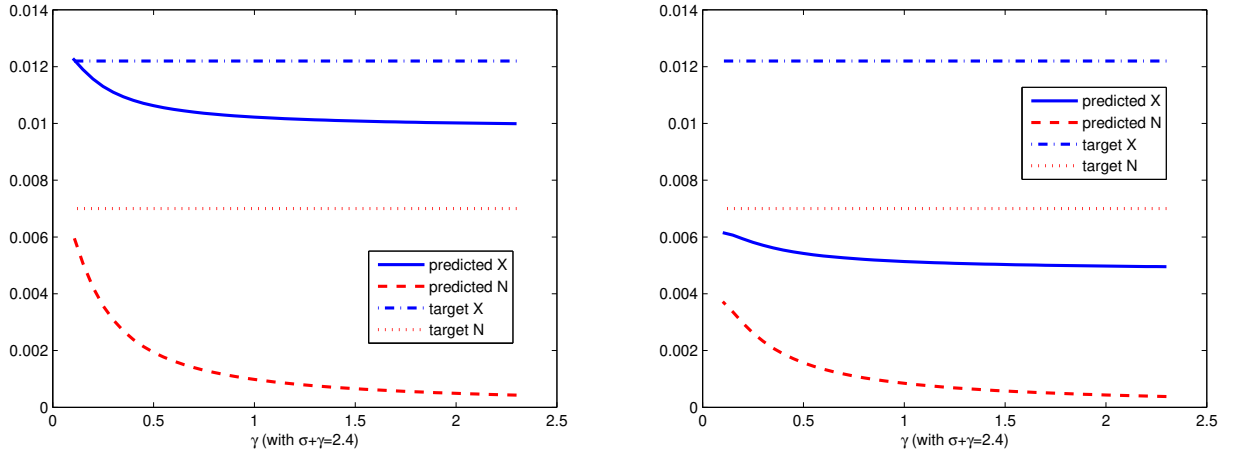 0.014
0.012
0.01
0.008
0.006
0.004
0.002
0
0
0.5
1
1.5
2
2.5
γ (with σ+γ=2.4)
predicted X
predicted N
target X
target N
0.014
0.012
0.01
0.008
0.006
0.004
0.002
0
0
0.5
1
1.5
2
2.5
γ (with σ+γ=2.4)
predicted X
predicted N
target X
target N